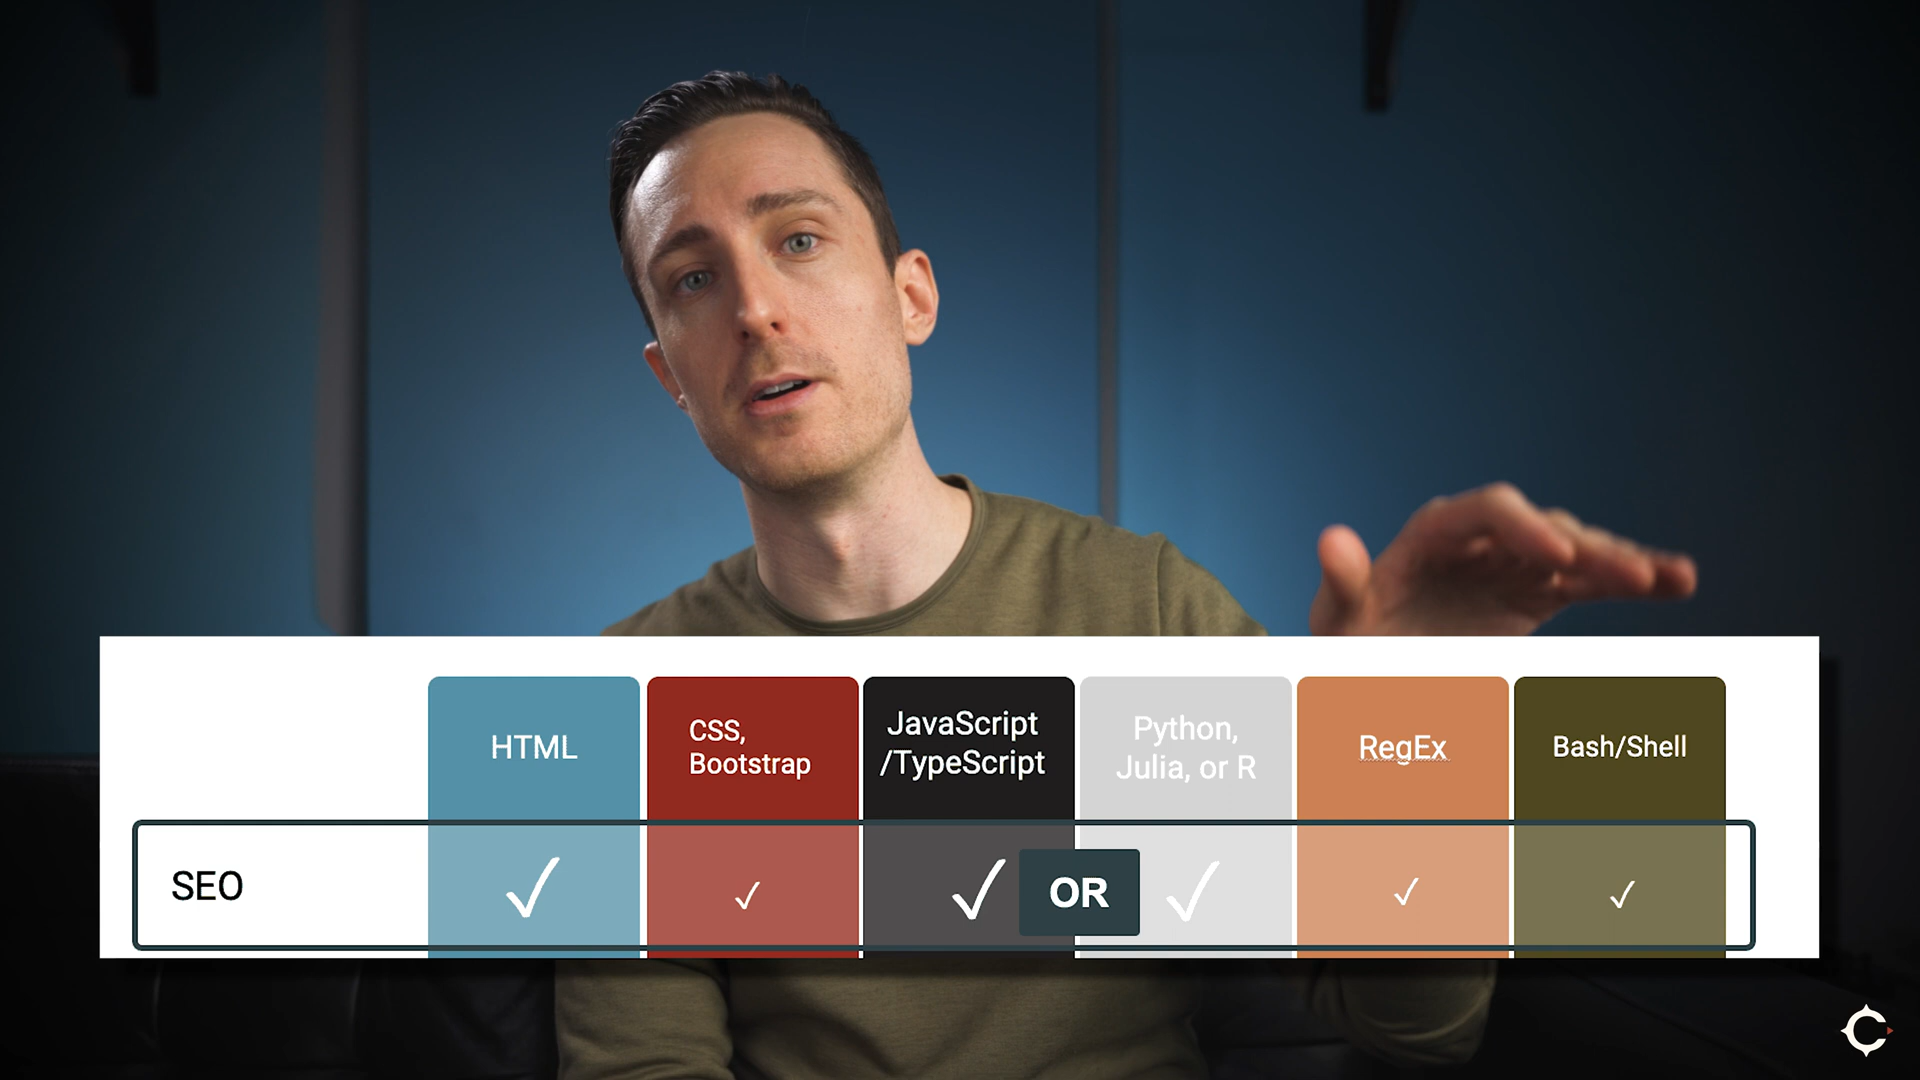 HTML
CSS,
Bootstrap
JavaScript
/TypeScript
Python,
Julia, or R
RegEx
Bash/Shell
SEO
✓
✓
✓
OR
✓
✓
✓